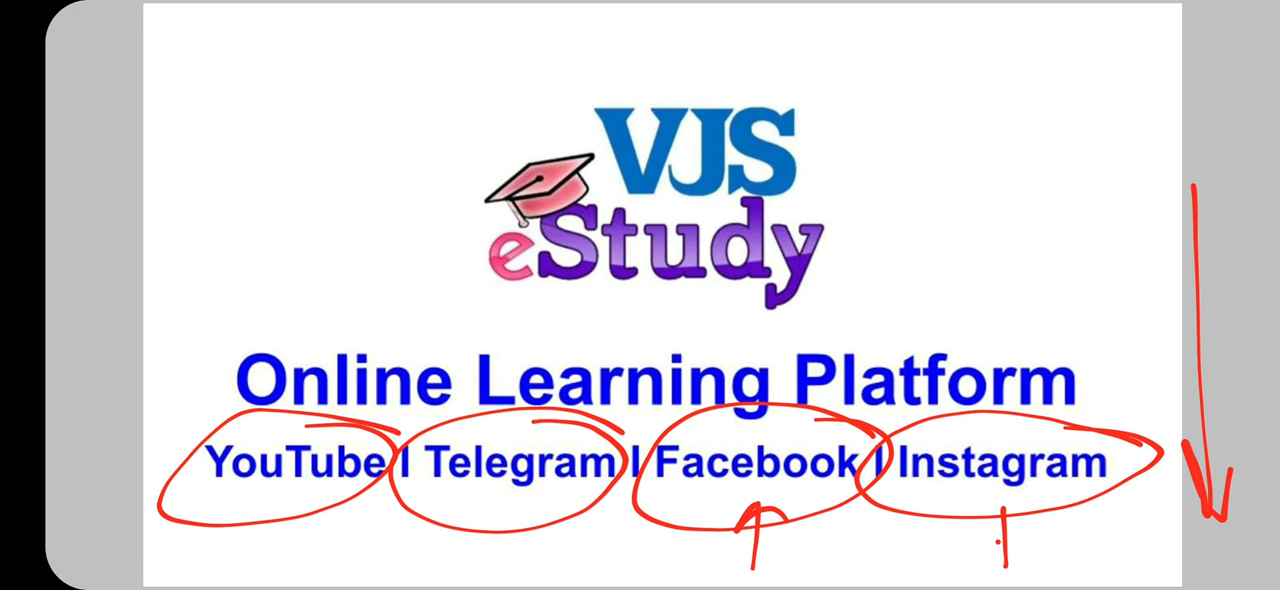 VJS
eStudy
Online Learning Platform
YouTube I Telegram I Facebook I Instagram